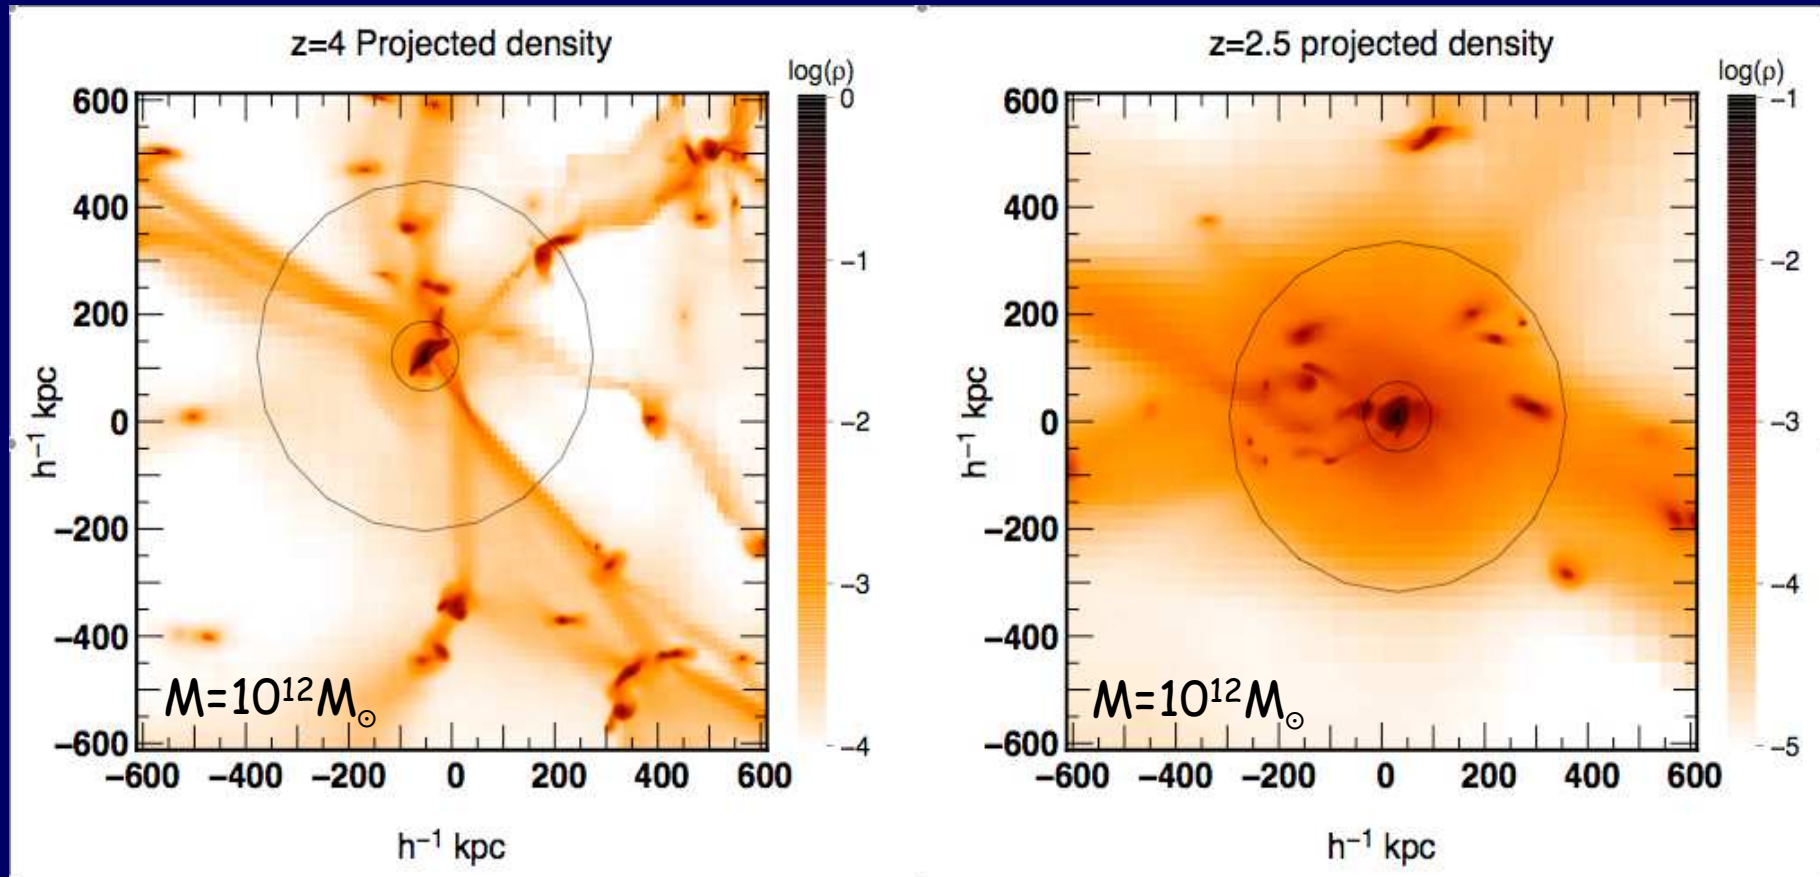 z=4 Projected density
log(ρ)
600
400
200
0
−200
−400
−600
h⁻¹ kpc
0
−1
−2
−3
−4
M=10¹²M☉
−600 −400 −200 0 200 400 600
h⁻¹ kpc
z=2.5 projected density
log(ρ)
600
400
200
0
−200
−400
−600
h⁻¹ kpc
−1
−2
−3
−4
−5
M=10¹²M☉
−600 −400 −200 0 200 400 600
h⁻¹ kpc